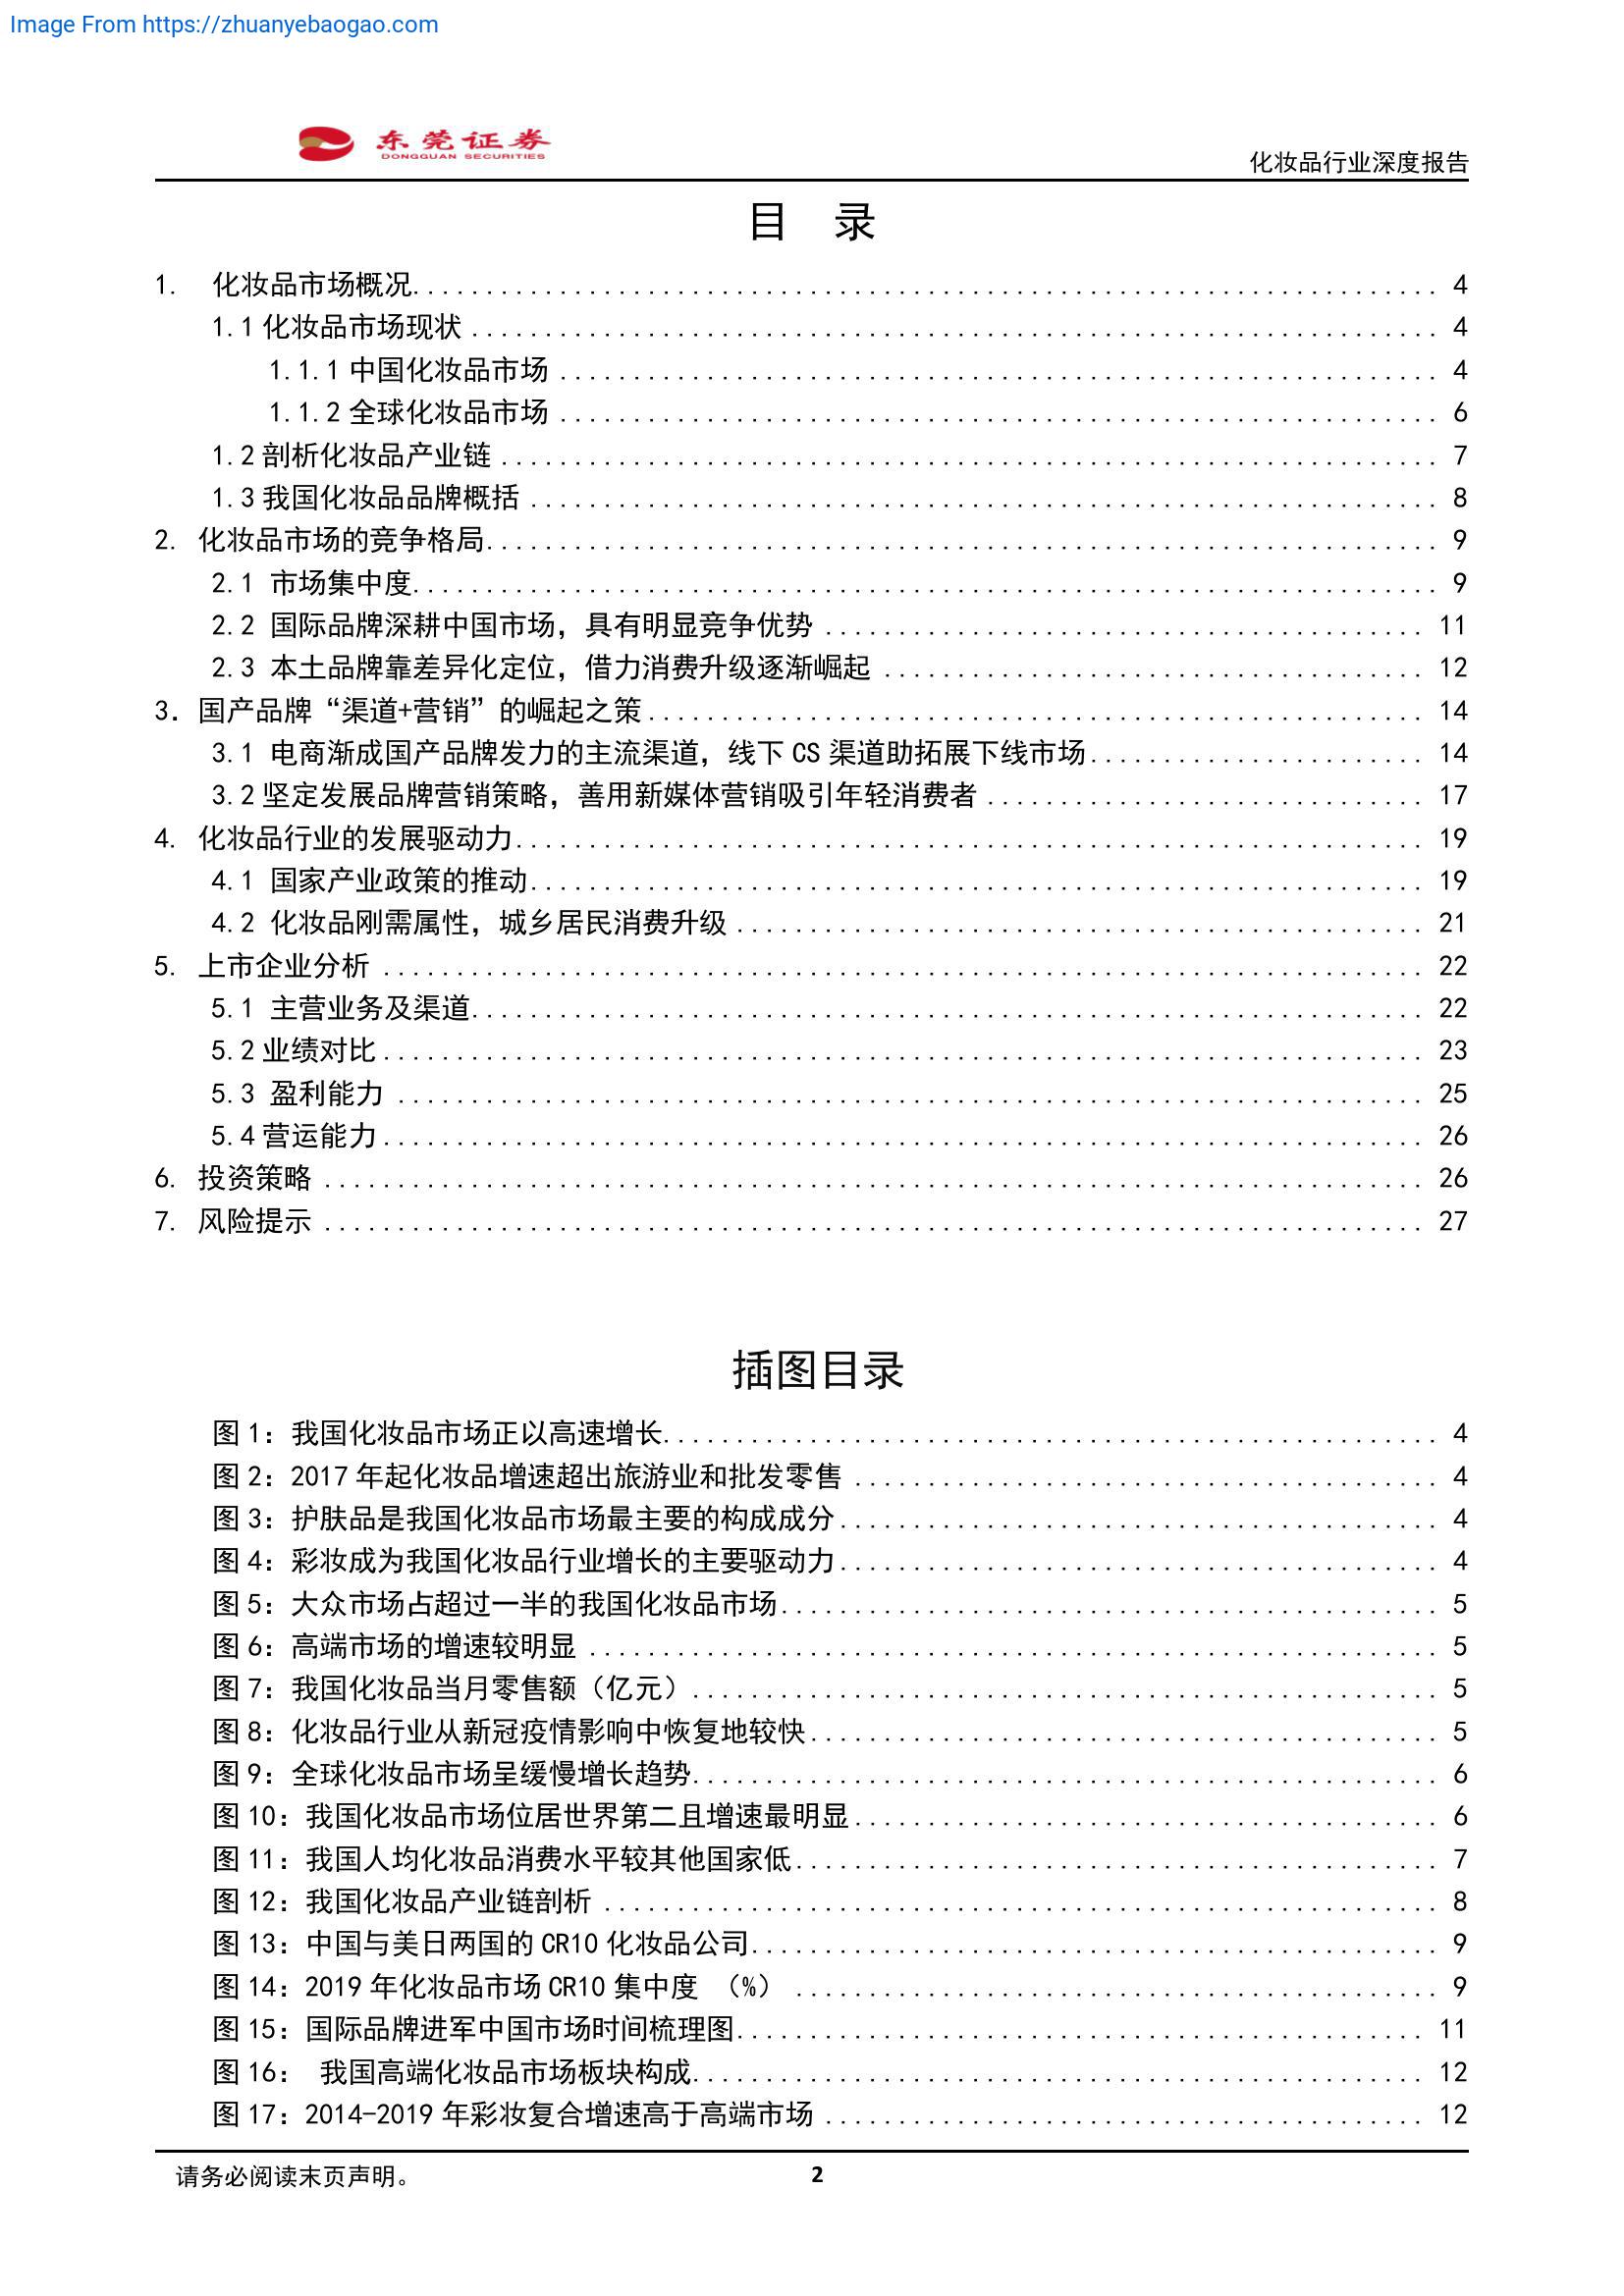 Image From https://zhuanyebaogao.com
东莞证券
DONGGUAN SECURITIES
化妆品行业深度报告
目 录
1. 化妆品市场概况 4
1.1 化妆品市场现状 4
1.1.1 中国化妆品市场 4
1.1.2 全球化妆品市场 6
1.2 剖析化妆品产业链 7
1.3 我国化妆品品牌概括 8
2. 化妆品市场的竞争格局 9
2.1 市场集中度 9
2.2 国际品牌深耕中国市场，具有明显竞争优势 11
2.3 本土品牌靠差异化定位，借力消费升级逐渐崛起 12
3. 国产品牌“渠道+营销”的崛起之策 14
3.1 电商渐成国产品牌发力的主流渠道，线下 CS 渠道助拓展下线市场 14
3.2 坚定发展品牌营销策略，善用新媒体营销吸引年轻消费者 17
4. 化妆品行业的发展驱动力 19
4.1 国家产业政策的推动 19
4.2 化妆品刚需属性，城乡居民消费升级 21
5. 上市企业分析 22
5.1 主营业务及渠道 22
5.2 业绩对比 23
5.3 盈利能力 25
5.4 营运能力 26
6. 投资策略 26
7. 风险提示 27
插图目录
图 1：我国化妆品市场正以高速增长 4
图 2：2017 年起化妆品增速超出旅游业和批发零售 4
图 3：护肤品是我国化妆品市场最主要的构成成分 4
图 4：彩妆成为我国化妆品行业增长的主要驱动力 4
图 5：大众市场占超过一半的我国化妆品市场 5
图 6：高端市场的增速较明显 5
图 7：我国化妆品当月零售额（亿元） 5
图 8：化妆品行业从新冠疫情影响中恢复地较快 5
图 9：全球化妆品市场呈缓慢增长趋势 6
图 10：我国化妆品市场位居世界第二且增速最明显 6
图 11：我国人均化妆品消费水平较其他国家低 7
图 12：我国化妆品产业链剖析 8
图 13：中国与美日两国的 CR10 化妆品公司 9
图 14：2019 年化妆品市场 CR10 集中度 （%） 9
图 15：国际品牌进军中国市场时间梳理图 11
图 16： 我国高端化妆品市场板块构成 12
图 17：2014-2019 年彩妆复合增速高于高端市场 12
请务必阅读末页声明。
2